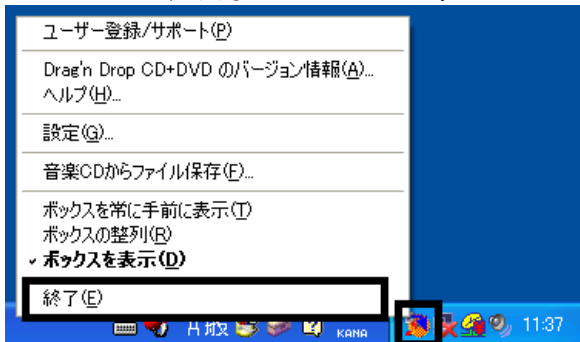 ユーザー登録/サポート(P)
Drag'n Drop CD+DVD のバージョン情報(A)...
ヘルプ(H)...
設定(G)...
音楽CDからファイル保存(F)...
ボックスを常に手前に表示(T)
ボックスの整列(R)
ボックスを表示(D)
終了(E)
A 般 KANA 11:37